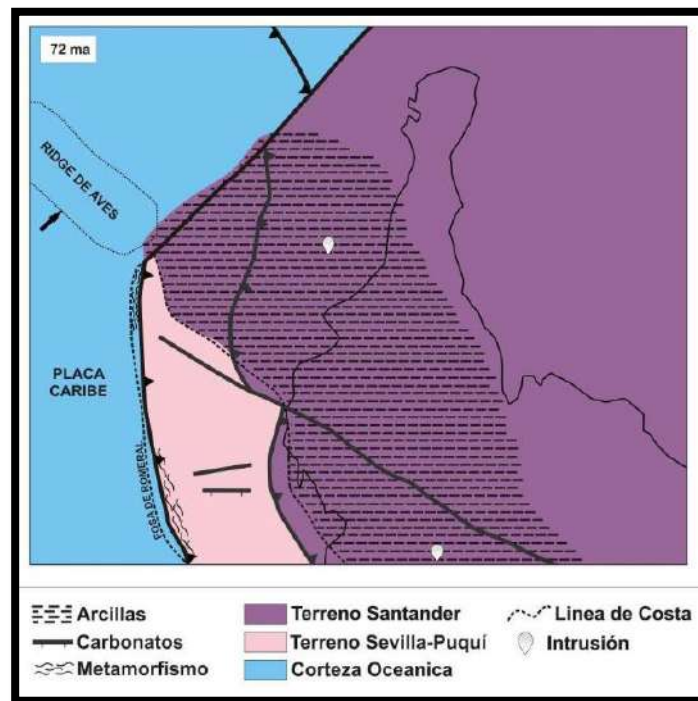 72 ma
RIDGE DE AVES
PLACA
CARIBE
FOSA DE ROMERAL
Arcillas
Carbonatos
Metamorfismo
Terreno Santander
Terreno Sevilla-Puquí
Corteza Oceanica
Linea de Costa
Intrusión